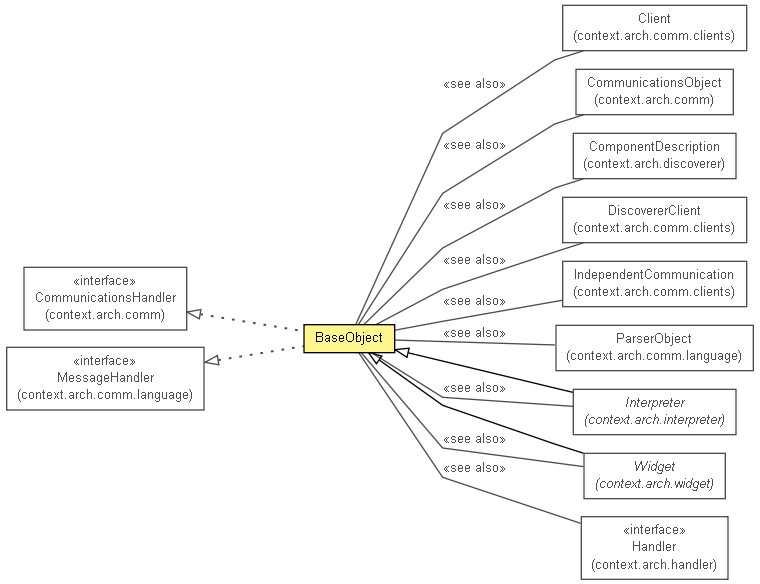 Client
(context.arch.comm.clients)
«see also»
CommunicationsObject
(context.arch.comm)
«see also»
ComponentDescription
(context.arch.discoverer)
«see also»
DiscovererClient
(context.arch.comm.clients)
«see also»
IndependentCommunication
(context.arch.comm.clients)
«see also»
ParserObject
(context.arch.comm.language)
«see also»
Interpreter
(context.arch.interpreter)
«see also»
Widget
(context.arch.widget)
«see also»
«interface»
Handler
(context.arch.handler)
«see also»
«interface»
CommunicationsHandler
(context.arch.comm)
BaseObject
«interface»
MessageHandler
(context.arch.comm.language)